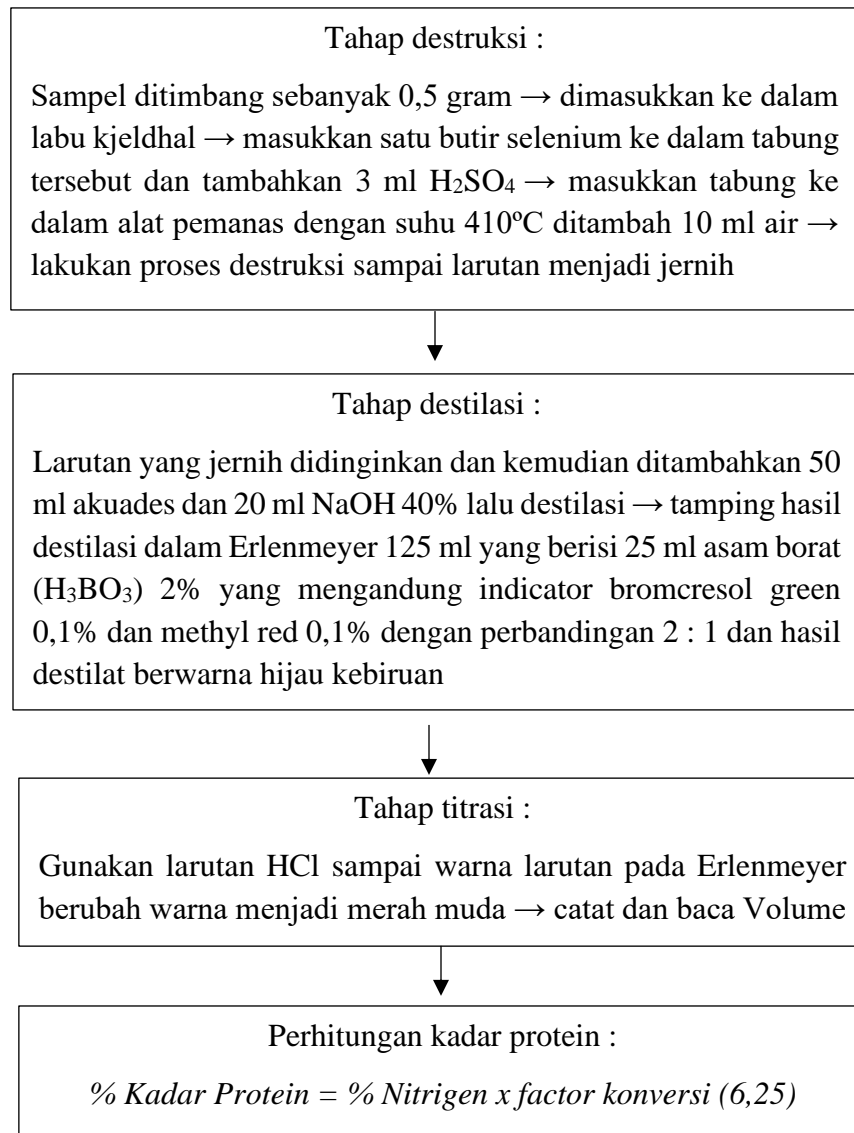 Tahap destruksi :
Sampel ditimbang sebanyak 0,5 gram → dimasukkan ke dalam
labu kjeldhal → masukkan satu butir selenium ke dalam tabung
tersebut dan tambahkan 3 ml H₂SO₄ → masukkan tabung ke
dalam alat pemanas dengan suhu 410ºC ditambah 10 ml air →
lakukan proses destruksi sampai larutan menjadi jernih
Tahap destilasi :
Larutan yang jernih didinginkan dan kemudian ditambahkan 50
ml akuades dan 20 ml NaOH 40% lalu destilasi → tamping hasil
destilasi dalam Erlenmeyer 125 ml yang berisi 25 ml asam borat
(H₃BO₃) 2% yang mengandung indicator bromcresol green
0,1% dan methyl red 0,1% dengan perbandingan 2 : 1 dan hasil
destilat berwarna hijau kebiruan
Tahap titrasi :
Gunakan larutan HCl sampai warna larutan pada Erlenmeyer
berubah warna menjadi merah muda → catat dan baca Volume
Perhitungan kadar protein :
% Kadar Protein = % Nitrigen x factor konversi (6,25)